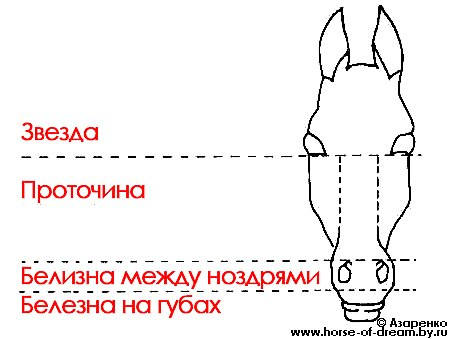 Звезда
Проточина
Белизна между ноздрями
Белезна на губах
© Азаренко
www.horse-of-dream.by.ru